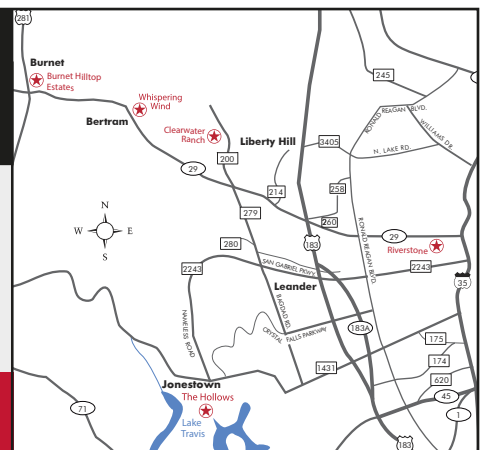 281
Burnet
Burnet Hilltop
Estates
Whispering
Wind
Bertram
Clearwater
Ranch
Liberty Hill
245
RONALD REAGAN BLVD.
WILLIAMS DR.
3405
N. LAKE RD.
200
29
214
258
279
260
N
W
E
S
280
183
29
Riverstone
RONALD REAGAN BLVD.
2243
SAN GABRIEL PKWY.
2243
35
Leander
BAGDAD RD.
NAMELESS ROAD
CRYSTAL FALLS PARKWAY
183A
175
174
1431
620
Jonestown
The Hollows
45
71
1
Lake
Travis
183